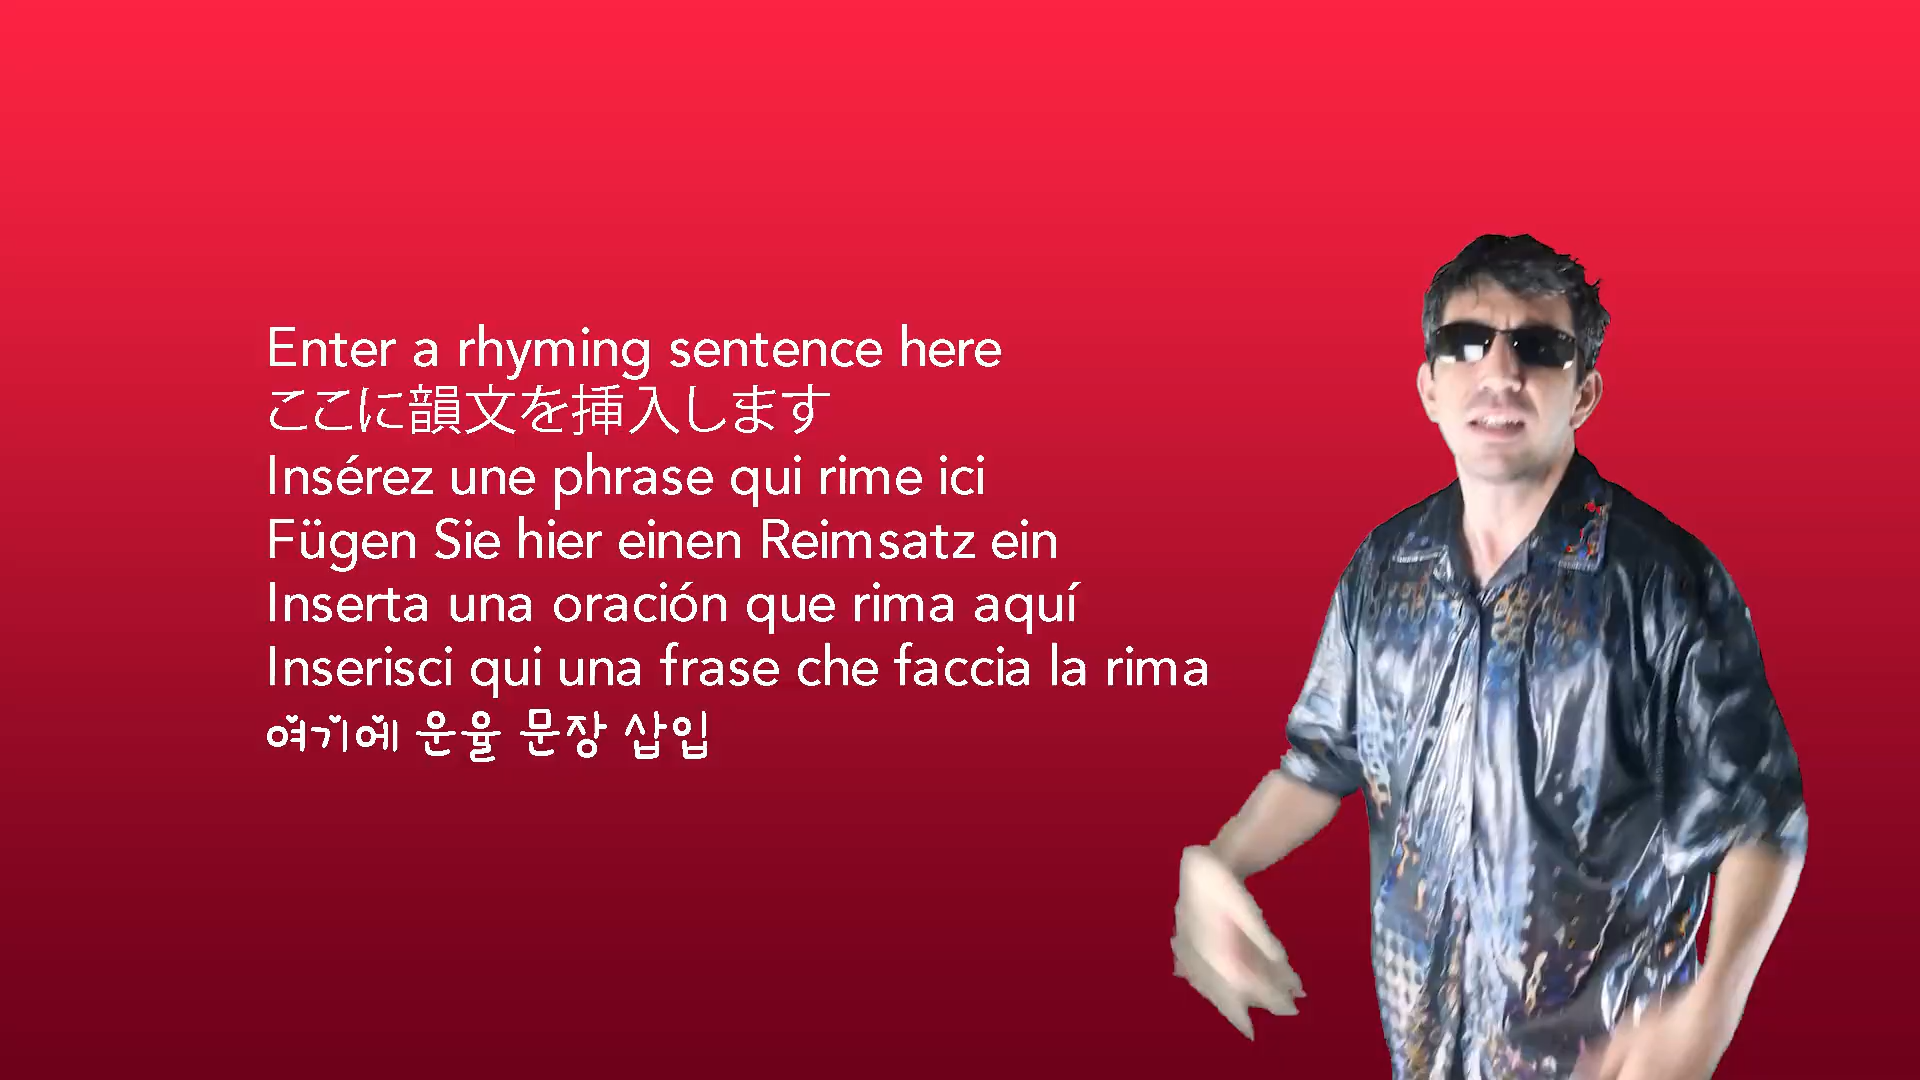 Enter a rhyming sentence here
ここに韻文を挿入します
Insérez une phrase qui rime ici
Fügen Sie hier einen Reimsatz ein
Inserta una oración que rima aquí
Inserisci qui una frase che faccia la rima
여기에 운율 문장 삽입